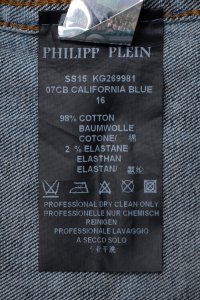 PHILIPP PLEIN
SS15 KG269981
07CB CALIFORNIA BLUE
16
98% COTTON
BAUMWOLLE
COTONE/ 棉
2 % ELASTANE
ELASTHAN
ELASTAN/
PROFESSIONAL DRY CLEAN ONLY
PROFESSIONELLE NUR CHEMISCH
REINIGEN
PROFESSIONALE LAVAGGIO
A SECCO SOLO